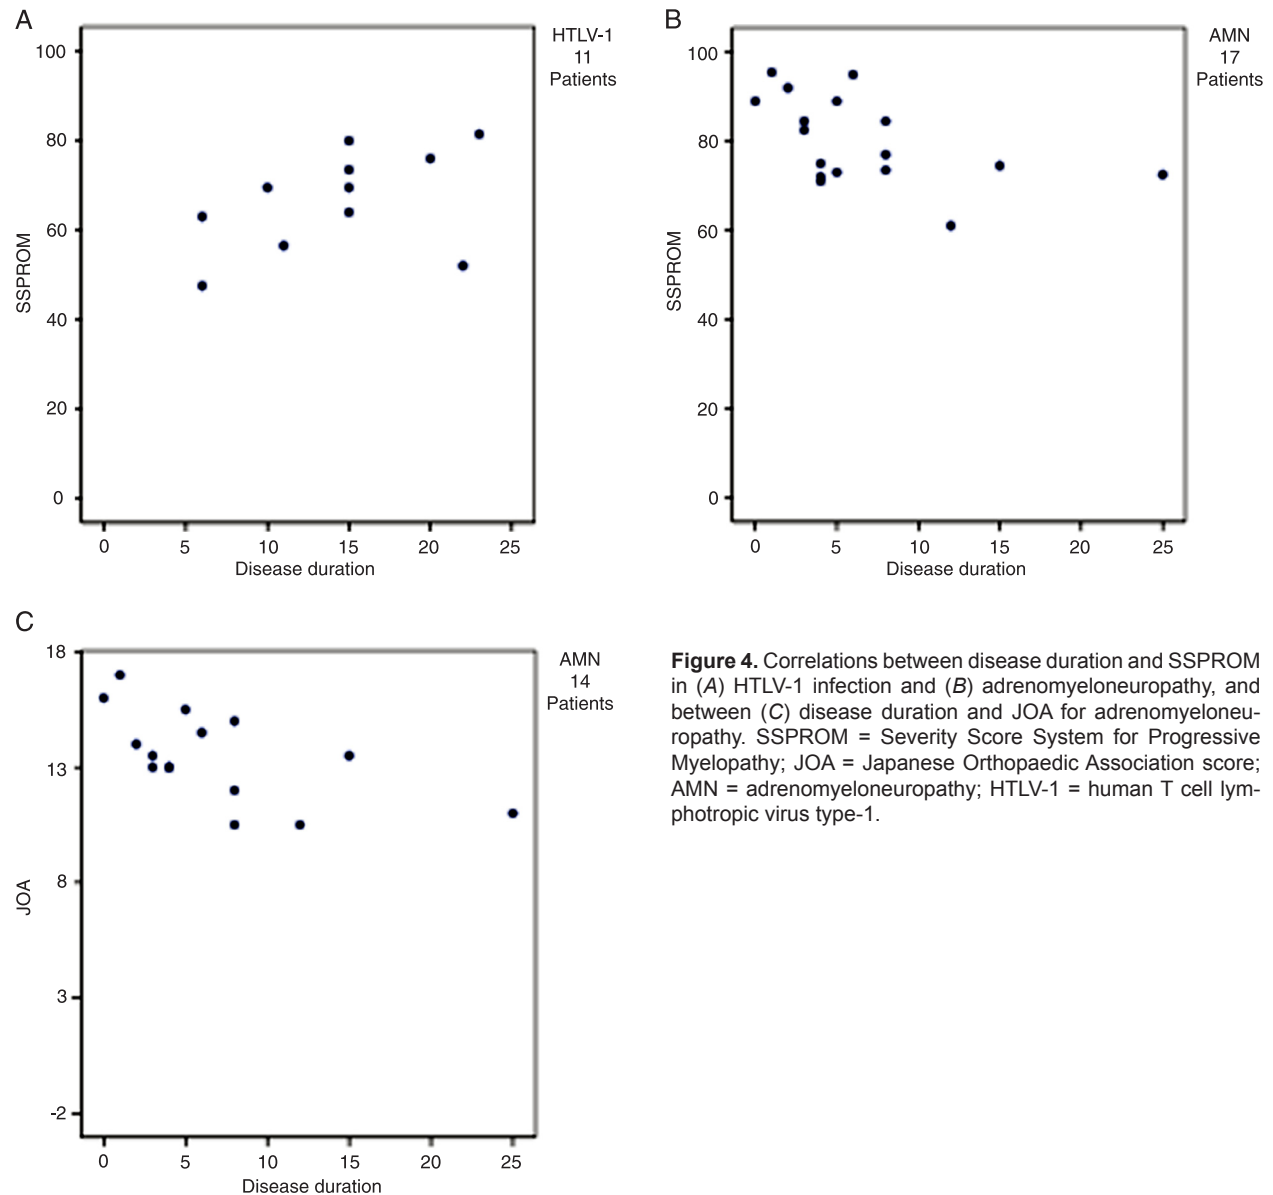 A
HTLV-1
11
Patients
100
80
60
40
20
0
SSPROM
0 5 10 15 20 25
Disease duration
B
AMN
17
Patients
100
80
60
40
20
0
SSPROM
0 5 10 15 20 25
Disease duration
C
AMN
14
Patients
18
13
8
3
-2
JOA
0 5 10 15 20 25
Disease duration
Figure 4. Correlations between disease duration and SSPROM
in (A) HTLV-1 infection and (B) adrenomyeloneuropathy, and
between (C) disease duration and JOA for adrenomyeloneu-
ropathy. SSPROM = Severity Score System for Progressive
Myelopathy; JOA = Japanese Orthopaedic Association score;
AMN = adrenomyeloneuropathy; HTLV-1 = human T cell lym-
photropic virus type-1.